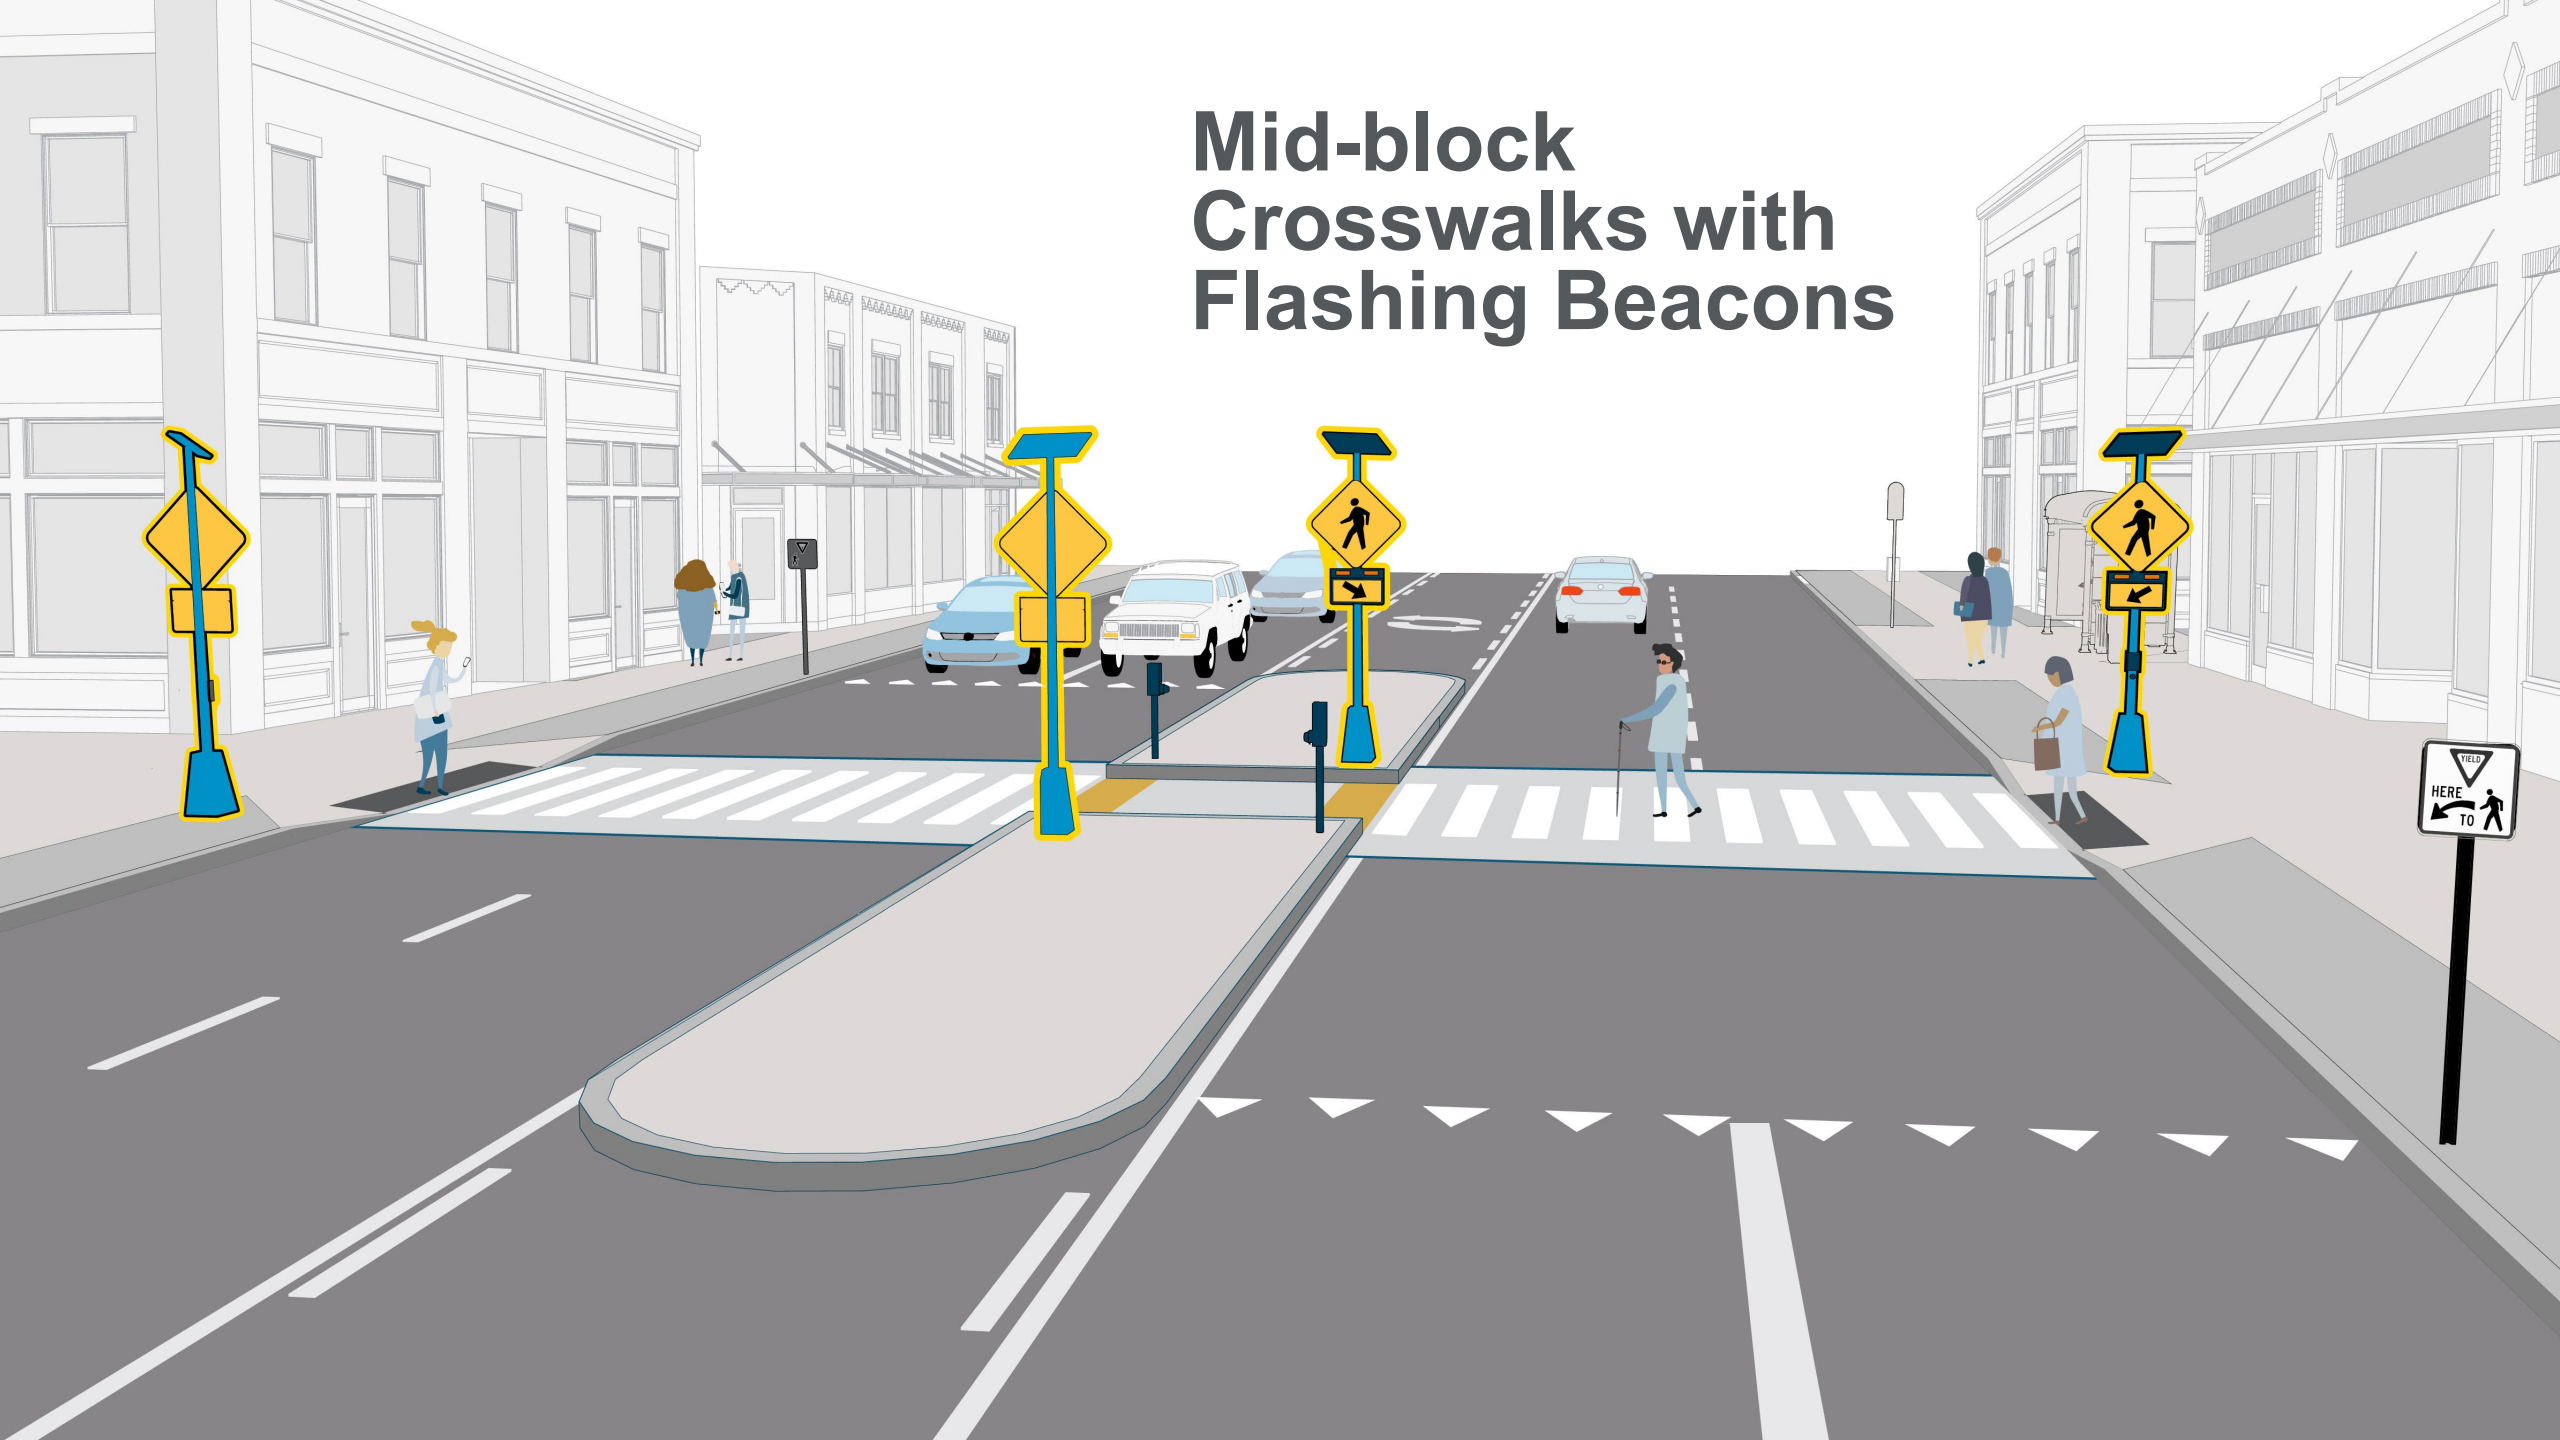 Mid-block
Crosswalks with
Flashing Beacons
YIELD
HERE
TO